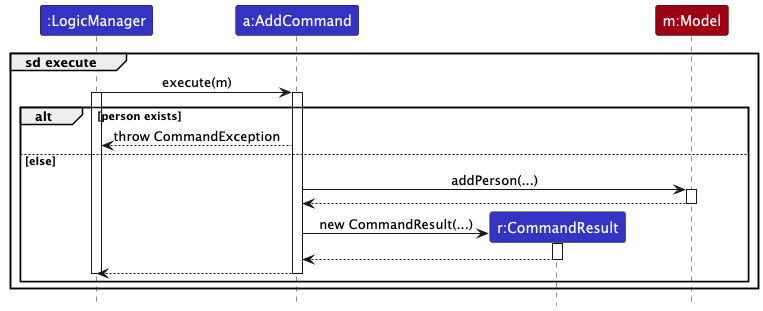 :LogicManager a:AddCommand m:Model
sd execute
execute(m)
alt [person exists]
throw CommandException
[else]
addPerson(...)
new CommandResult(...) r:CommandResult